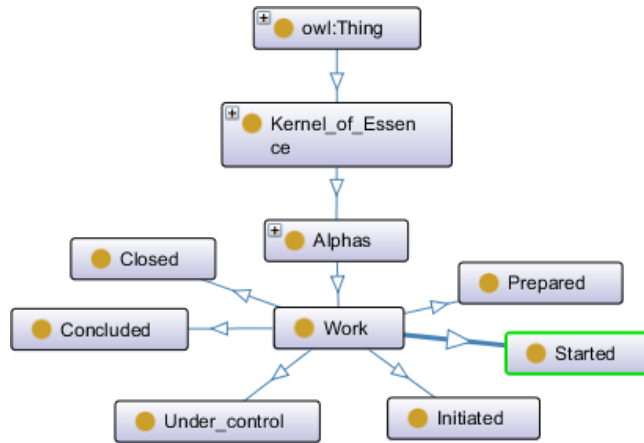 owl:Thing
Kernel_of_Essen
ce
Alphas
Closed
Prepared
Concluded
Work
Started
Under_control
Initiated